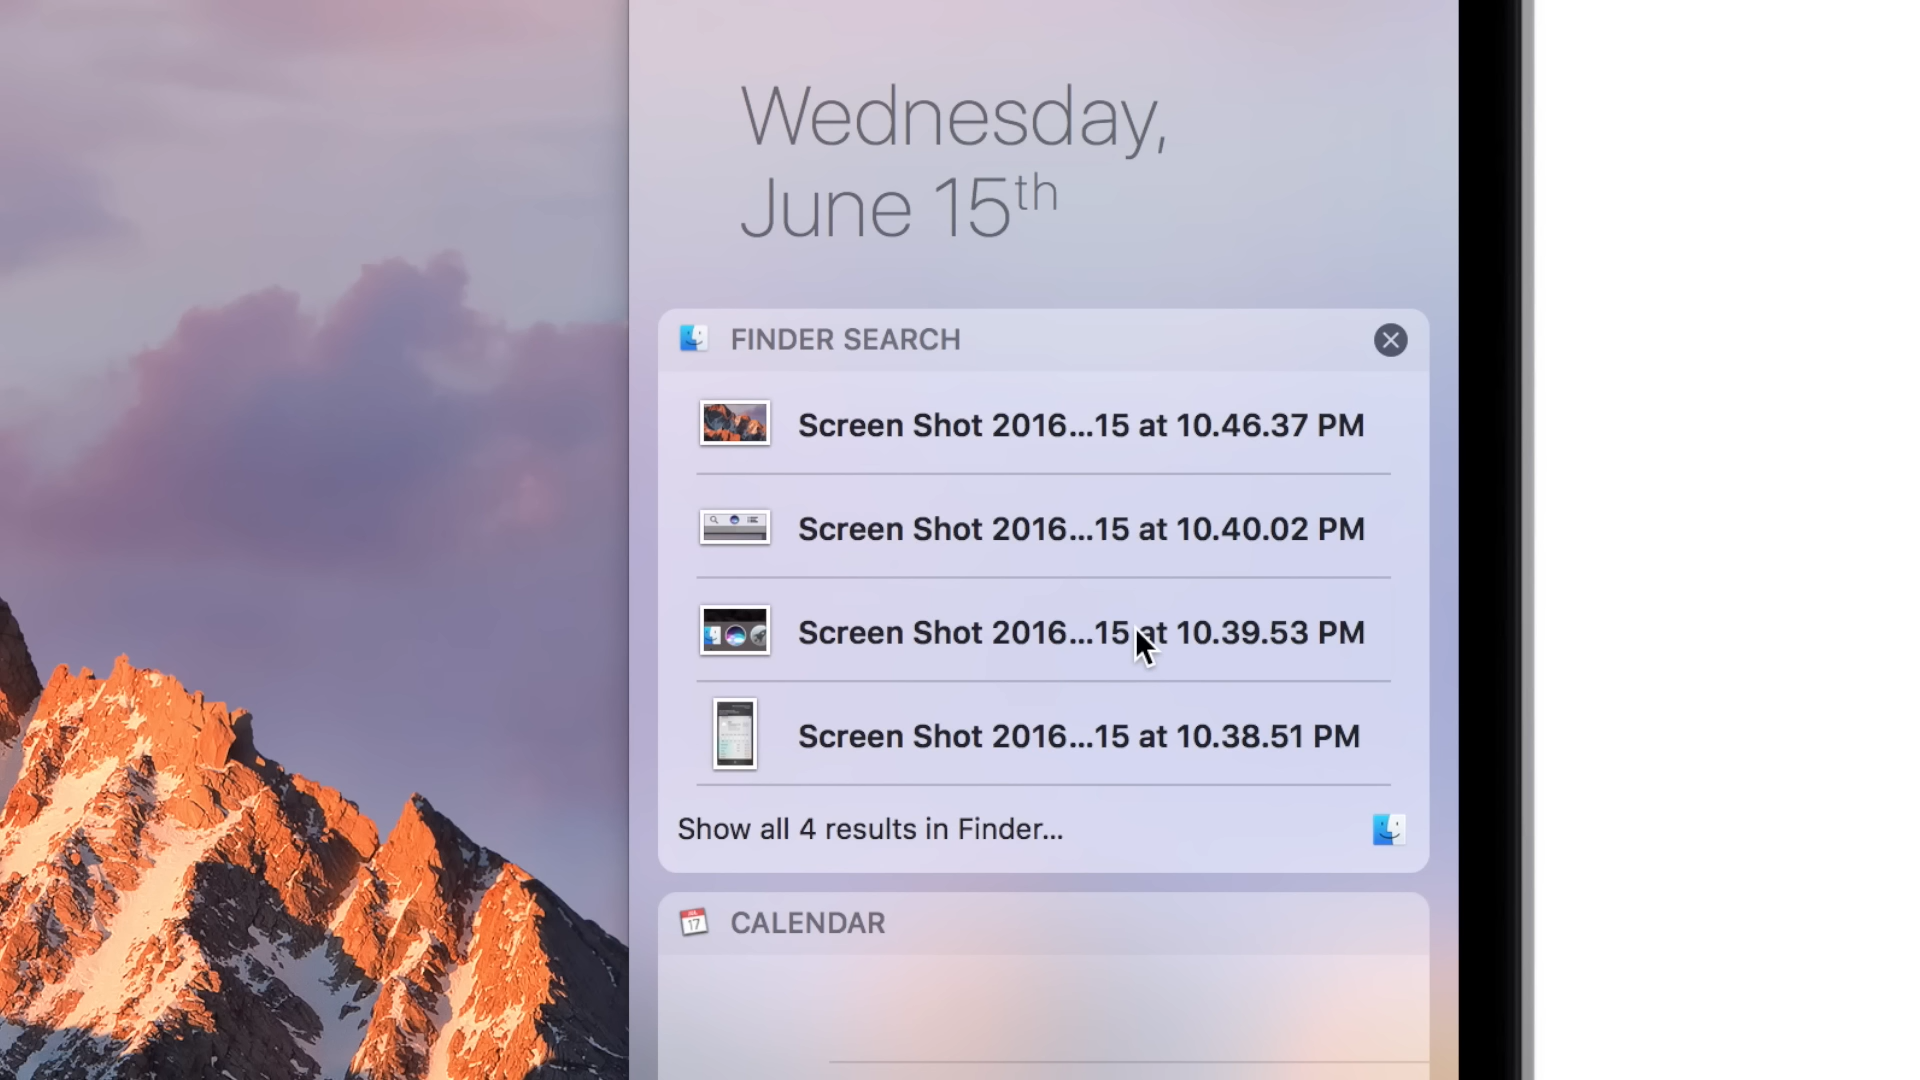 Wednesday,
June 15th
FINDER SEARCH
Screen Shot 2016...15 at 10.46.37 PM
Screen Shot 2016...15 at 10.40.02 PM
Screen Shot 2016...15 at 10.39.53 PM
Screen Shot 2016...15 at 10.38.51 PM
Show all 4 results in Finder...
JUL
17
CALENDAR